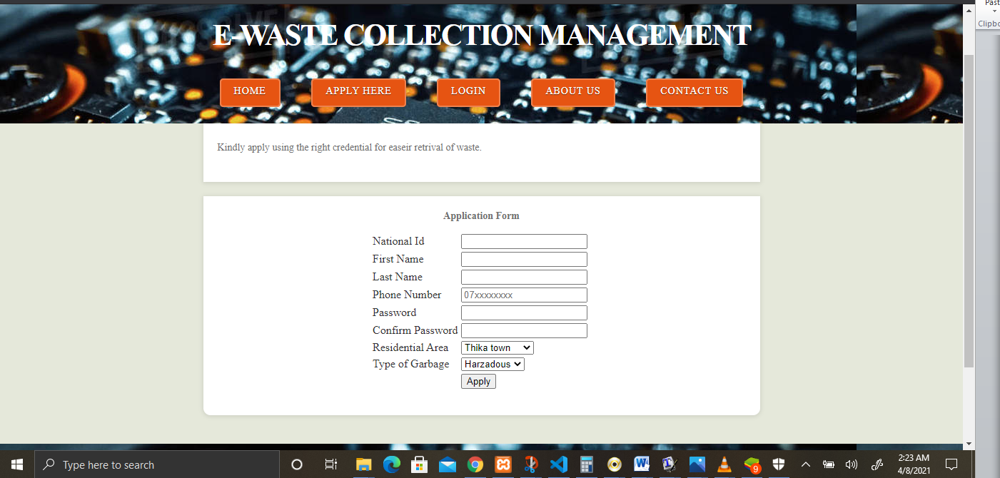 Past
Clipbo
E-WASTE COLLECTION MANAGEMENT
HOME APPLY HERE LOGIN ABOUT US CONTACT US
Kindly apply using the right credential for easeir retrival of waste.
Application Form
National Id
First Name
Last Name
Phone Number 07xxxxxxxx
Password
Confirm Password
Residential Area Thika town
Type of Garbage Harzadous
Apply
Type here to search
9
2:23 AM
4/8/2021